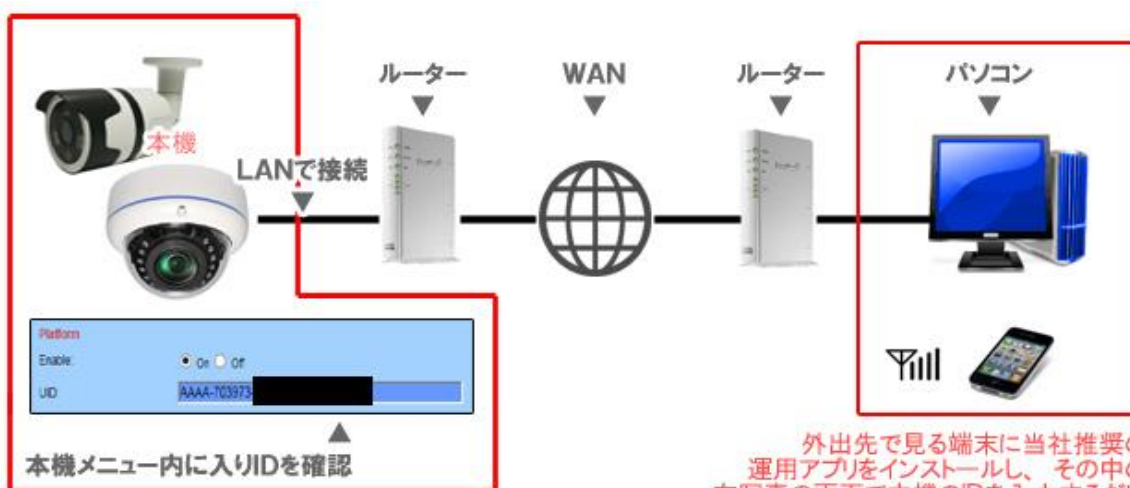 ルーター
WAN
ルーター
パソコン
本機
LANで接続
Platform
Enable:
On Off
UID
AAAA-703973-
本機メニュー内に入りIDを確認
外出先で見る端末に当社推奨の
運用アプリをインストールし、その中の